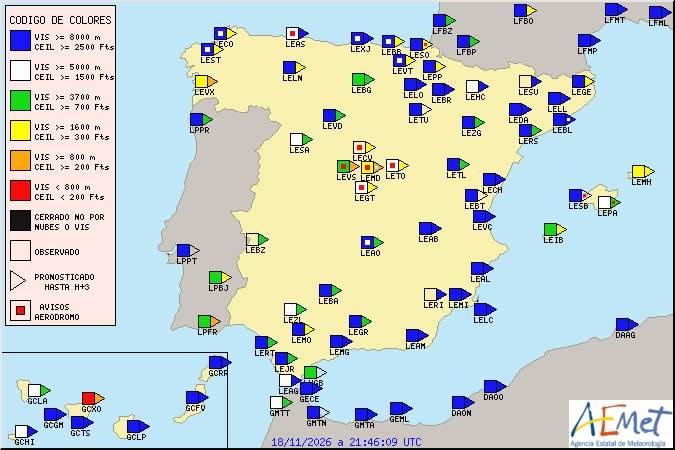 CODIGO DE COLORES
VIS >= 8000 m
CEIL >= 2500 Fts
VIS >= 5000 m
CEIL >= 1500 Fts
VIS >= 3700 m
CEIL >= 700 Fts
VIS >= 1600 m
CEIL >= 300 Fts
VIS >= 800 m
CEIL >= 200 Fts
VIS < 800 m
CEIL < 200 Fts
CERRADO NO POR
NUBES O VIS
OBSERVADO
PRONOSTICADO
HASTA H+3
AVISOS
AERODROMO
LFBO
LFMT
LFML
LFBZ
LECO
LEAS
LEXJ
LEBB
LESO
LFBP
LFMP
LEST
LEVT
LEPP
LEVX
LELN
LEBG
LELO
LEBR
LEHC
LESU
LEGE
LELL
LPPR
LEVD
LETU
LEZG
LEDA
LERS
LEBL
LESA
LECV
LEVS
LEMD
LETO
LETL
LEMH
LEGT
LECH
LEBT
LESB
LEPA
LEVC
LEIB
LEAB
LEBZ
LEAO
LPPT
LPBJ
LEAL
LEBA
LERI
LEMI
LEZL
LELC
LPFR
LEMO
LEGR
DAAG
LERT
LEMG
LEAM
LEJR
GCRR
LEAG
LXGB
GECE
DAOO
GCLA
GCXO
GCFV
GMTT
GEML
DAON
GCGM
GCTS
GCLP
GMTN
GMTA
GCHI
18/11/2026 a 21:46:09 UTC
AEMet
Agencia Estatal de Meteorología